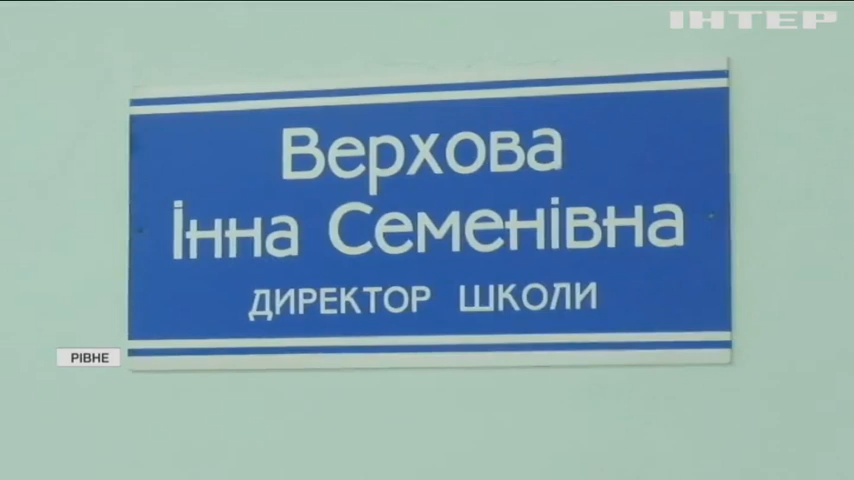 ІНТЕР
Верхова
Інна Семенівна
ДИРЕКТОР ШКОЛИ
РІВНЕ